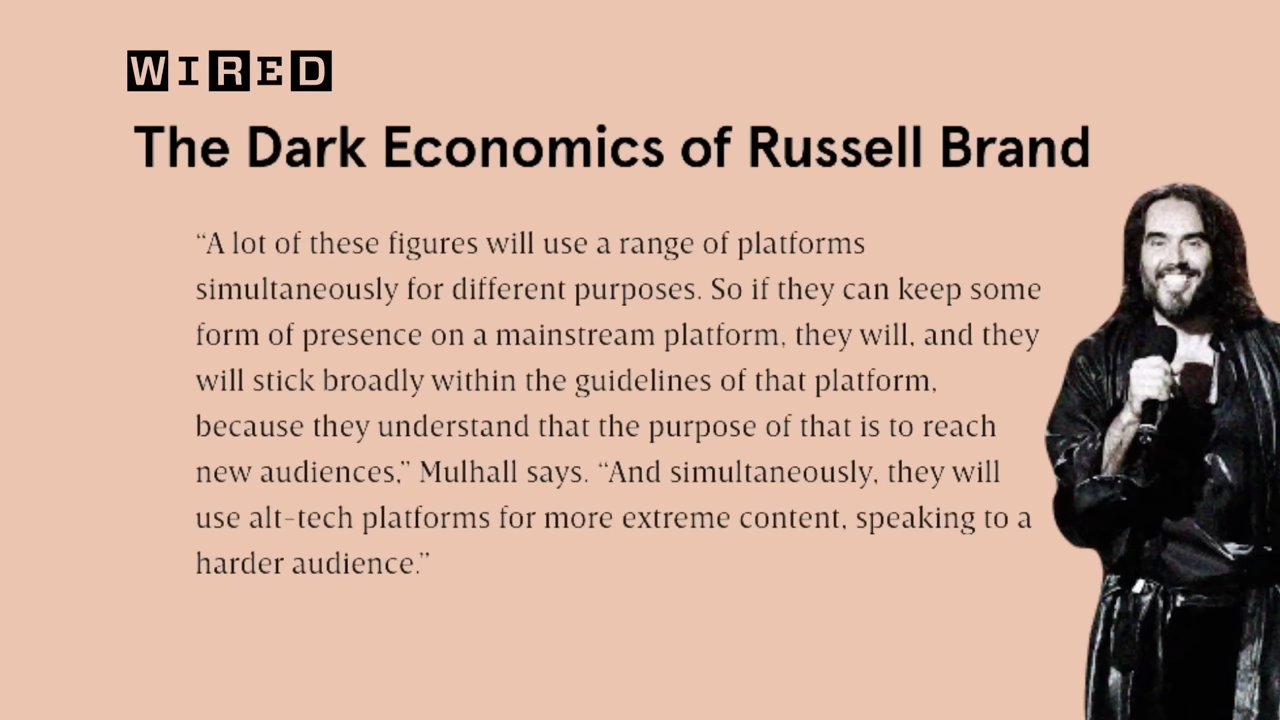 WIRED
The Dark Economics of Russell Brand
“A lot of these figures will use a range of platforms
simultaneously for different purposes. So if they can keep some
form of presence on a mainstream platform, they will, and they
will stick broadly within the guidelines of that platform,
because they understand that the purpose of that is to reach
new audiences,” Mulhall says. “And simultaneously, they will
use alt-tech platforms for more extreme content, speaking to a
harder audience.”